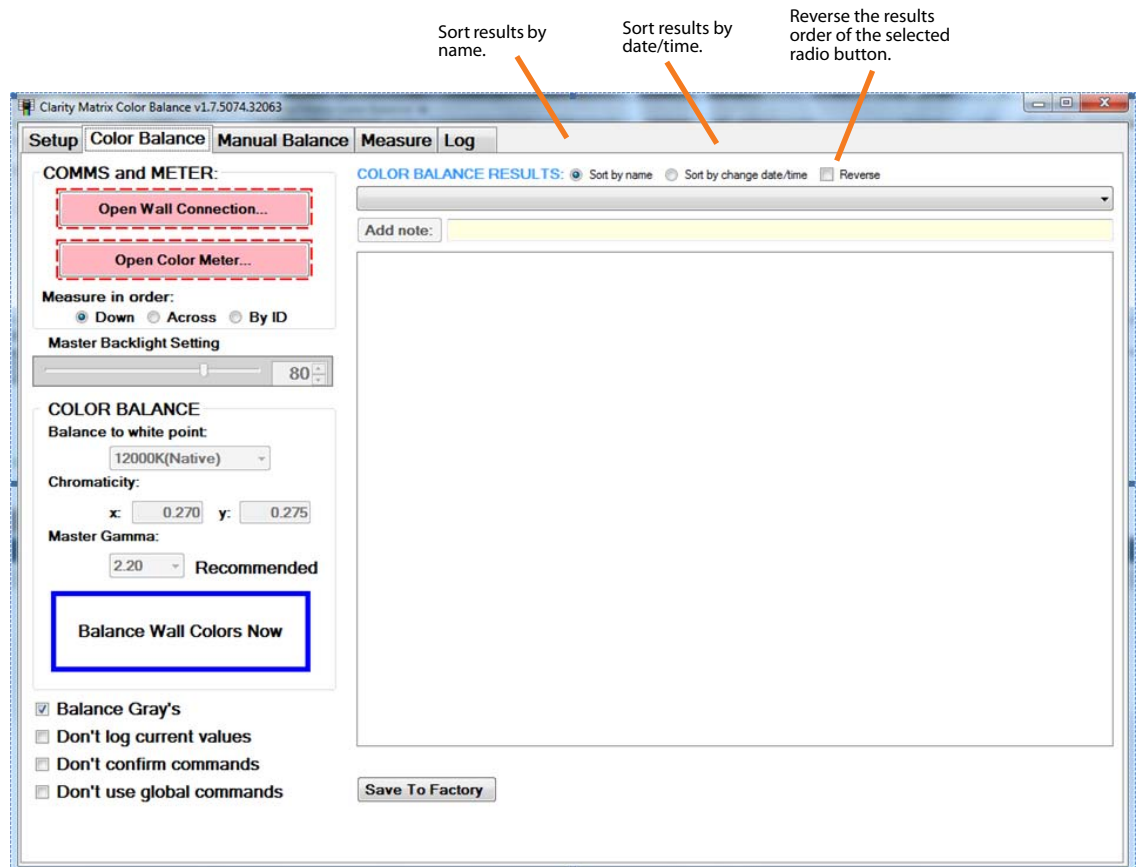 Sort results by
name.
Sort results by
date/time.
Reverse the results
order of the selected
radio button.
Clarity Matrix Color Balance v1.7.5074.32063
Setup Color Balance Manual Balance Measure Log
COMMS and METER:
Open Wall Connection...
Open Color Meter...
Measure in order:
Down Across By ID
Master Backlight Setting
80
COLOR BALANCE
Balance to white point:
12000K(Native)
Chromaticity:
x: 0.270 y: 0.275
Master Gamma:
2.20 Recommended
Balance Wall Colors Now
Balance Gray's
Don't log current values
Don't confirm commands
Don't use global commands
COLOR BALANCE RESULTS: Sort by name Sort by change date/time Reverse
Add note:
Save To Factory